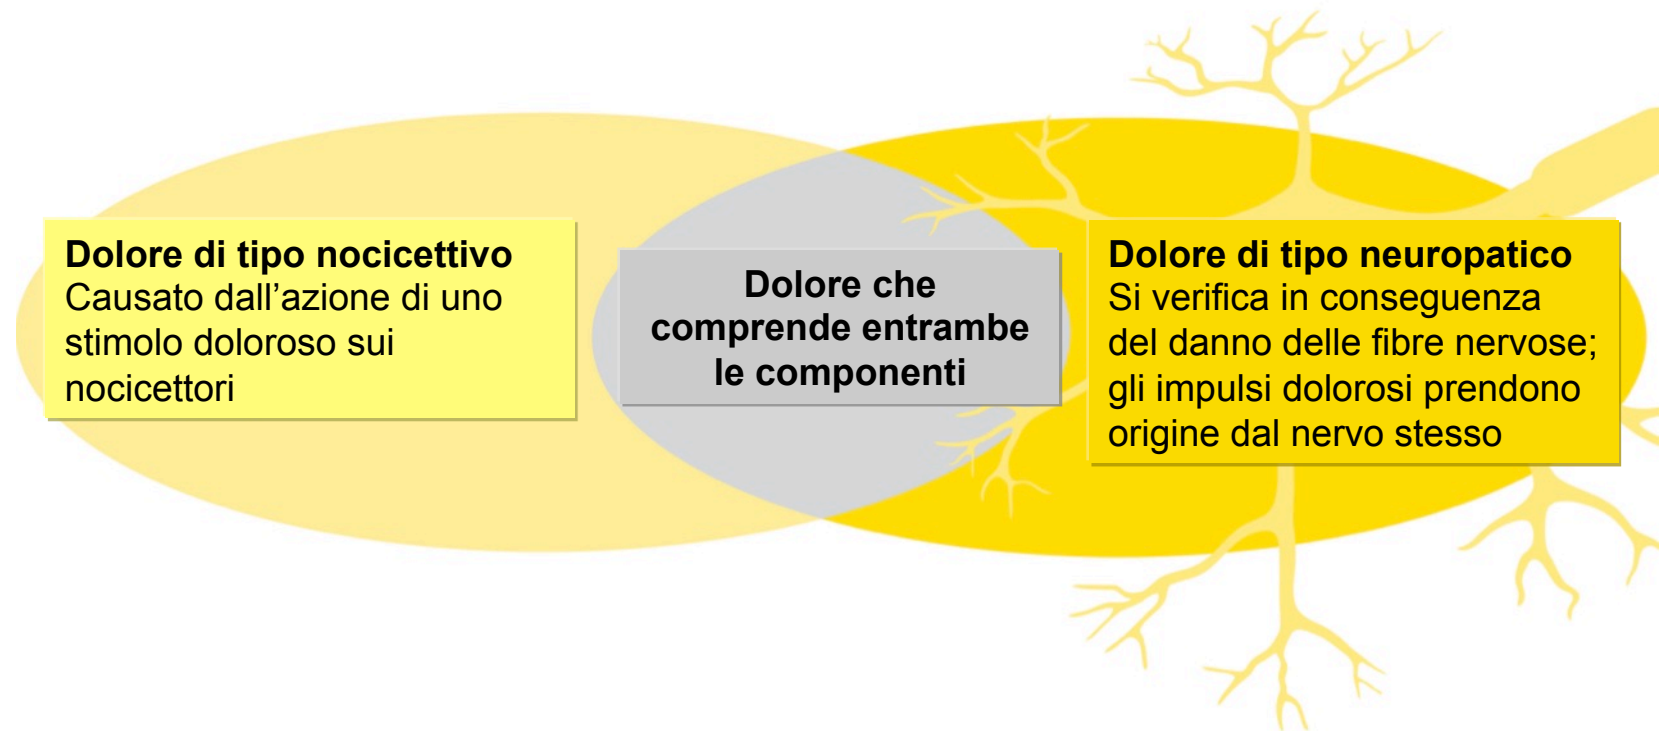 Dolore di tipo nocicettivo
Causato dall’azione di uno
stimolo doloroso sui
nocicettori
Dolore che
comprende entrambe
le componenti
Dolore di tipo neuropatico
Si verifica in conseguenza
del danno delle fibre nervose;
gli impulsi dolorosi prendono
origine dal nervo stesso